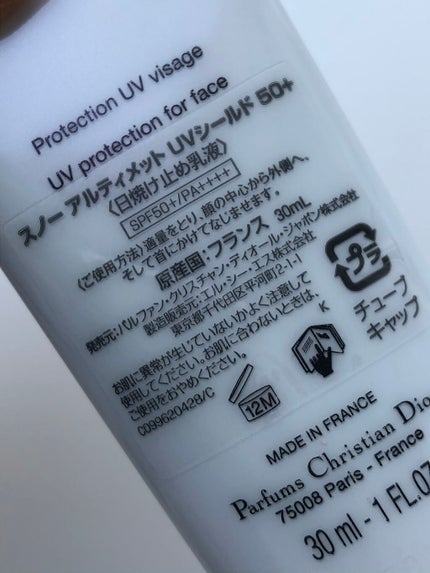 Protection UV visage
UV protection for face
スノー アルティメット UVシールド 50+
〈日焼け止め乳液〉
SPF50+/PA++++
〈ご使用方法〉適量をとり、顔の中心から外側へ、
そして首にかけてなじませます。
原産国:フランス 30mL
発売元:パルファン・クリスチャン・ディオール・ジャポン株式会社
製造販売元:エル・シー・エス株式会社
東京都千代田区平河町2-1-1
お肌に異常が生じていないかよく注意して
使用してください。お肌に合わないときは、
ご使用をおやめください。
C099620428/C
K
プラ
チューブ
キャップ
12M
MADE IN FRANCE
Parfums Christian Dio
75008 Paris - France
30 ml - 1 FL.